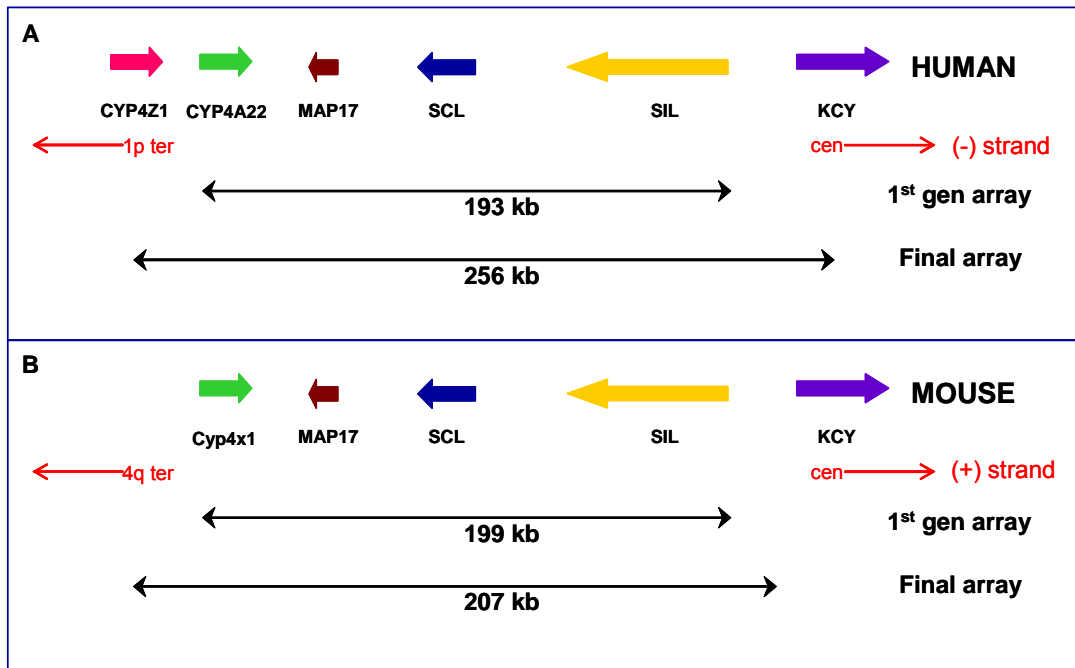 A
HUMAN
CYP4Z1 CYP4A22 MAP17 SCL SIL KCY
1p ter cen (-) strand
193 kb 1st gen array
256 kb Final array
B
MOUSE
Cyp4x1 MAP17 SCL SIL KCY
4q ter cen (+) strand
199 kb 1st gen array
207 kb Final array